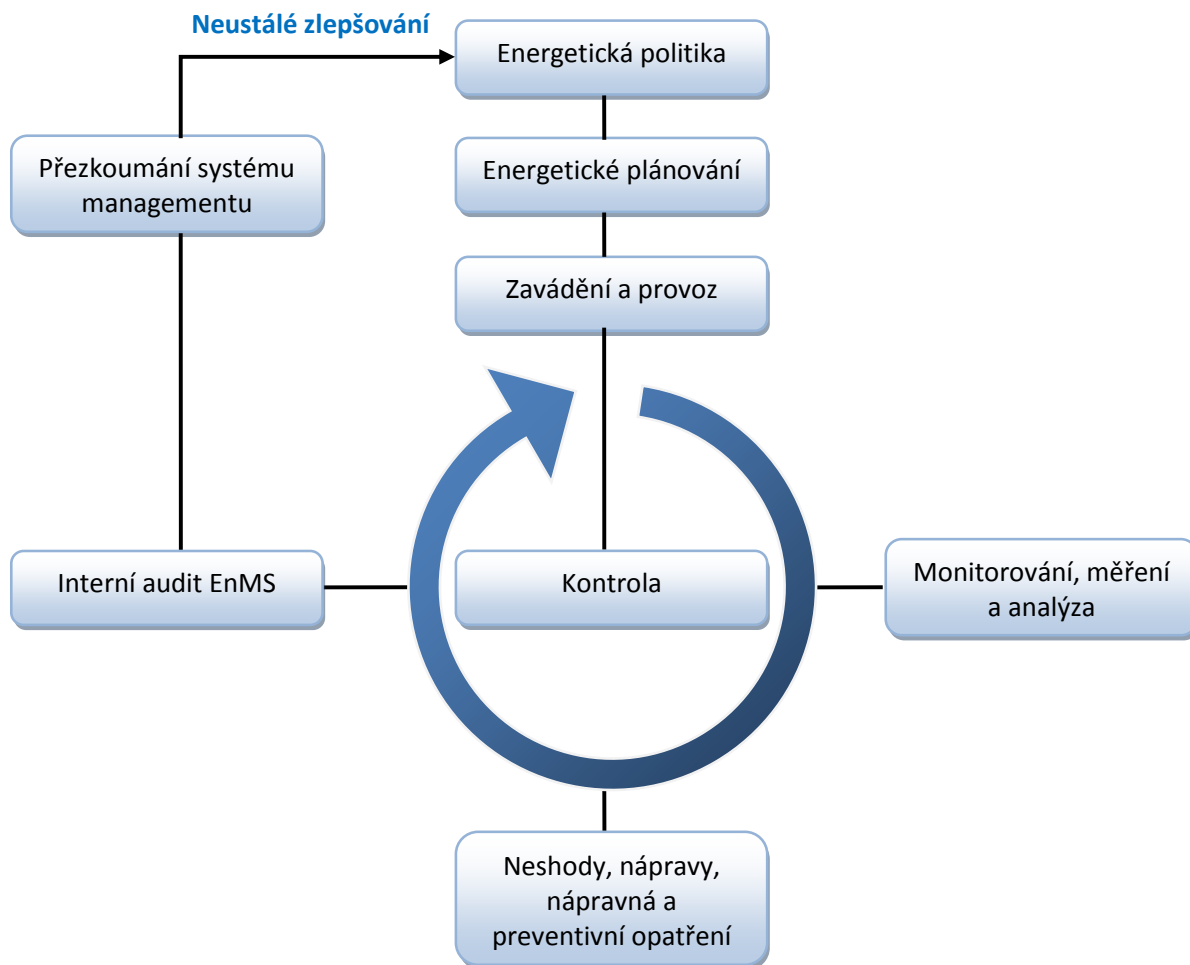 Neustálé zlepšování
Energetická politika
Přezkoumání systému
managementu
Energetické plánování
Zavádění a provoz
Interní audit EnMS
Kontrola
Monitorování, měření
a analýza
Neshody, nápravy,
nápravná a
preventivní opatření